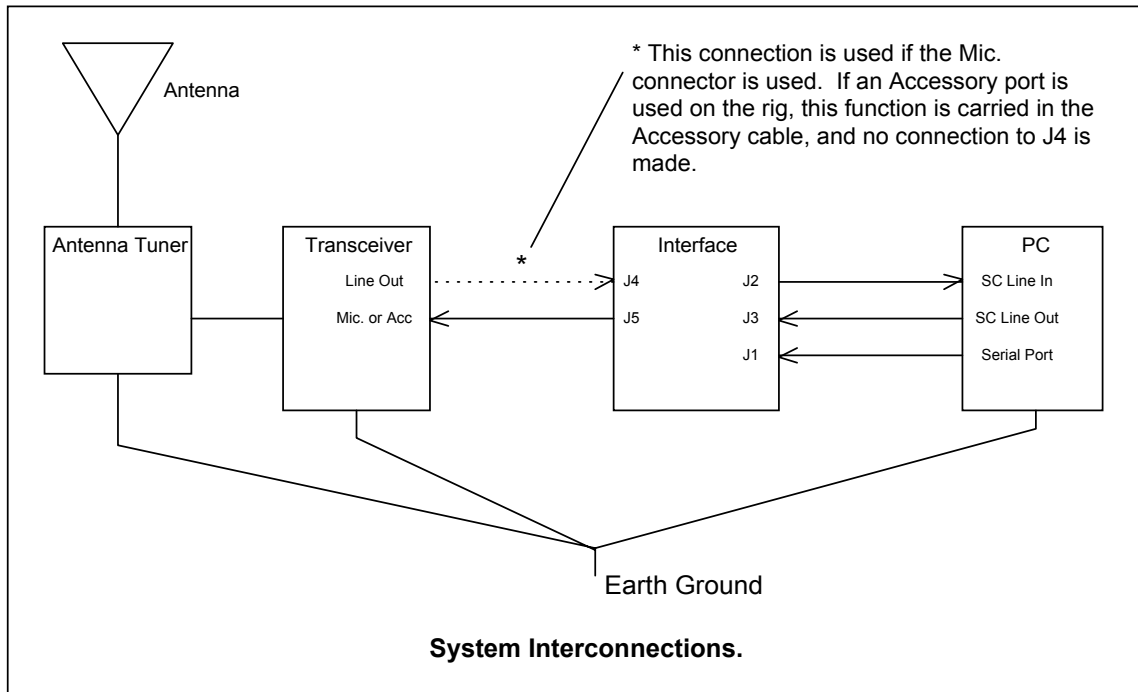 * This connection is used if the Mic.
connector is used.  If an Accessory port is
used on the rig, this function is carried in the
Accessory cable, and no connection to J4 is
made.
Antenna
Antenna Tuner
Transceiver
Line Out
Mic. or Acc
*
Interface
J4
J5
J2
J3
J1
PC
SC Line In
SC Line Out
Serial Port
Earth Ground
System Interconnections.